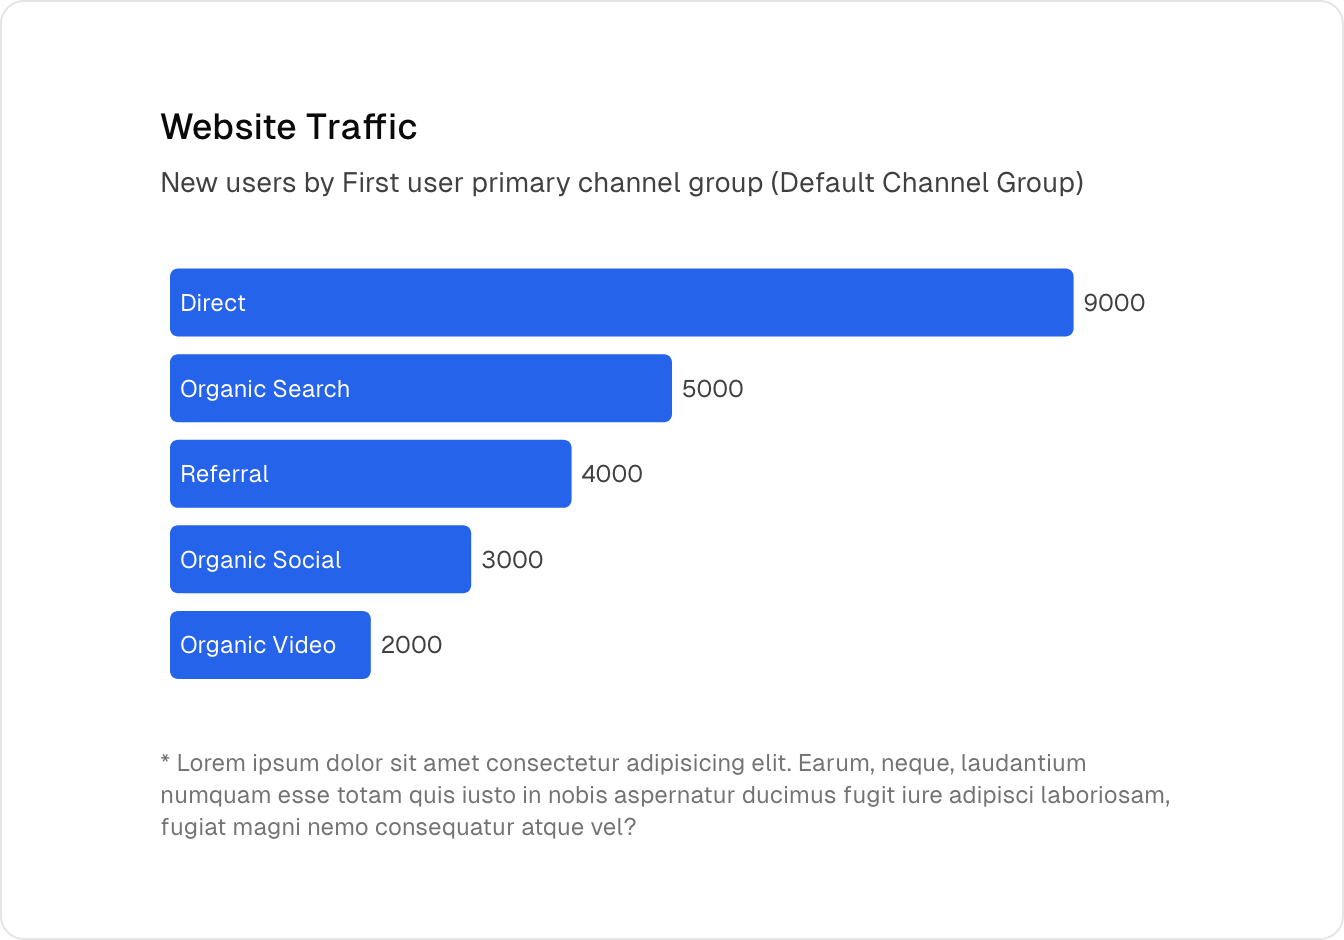 Website Traffic
New users by First user primary channel group (Default Channel Group)
Direct 9000
Organic Search 5000
Referral 4000
Organic Social 3000
Organic Video 2000
* Lorem ipsum dolor sit amet consectetur adipisicing elit. Earum, neque, laudantium
numquam esse totam quis iusto in nobis aspernatur ducimus fugit iure adipisci laboriosam,
fugiat magni nemo consequatur atque vel?